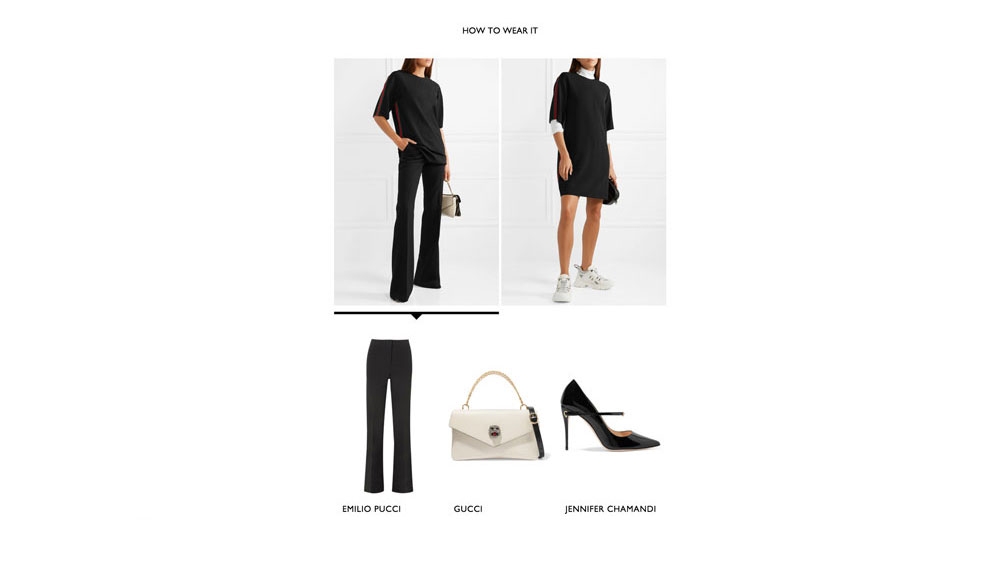 HOW TO WEAR IT
EMILIO PUCCI
GUCCI
JENNIFER CHAMANDI